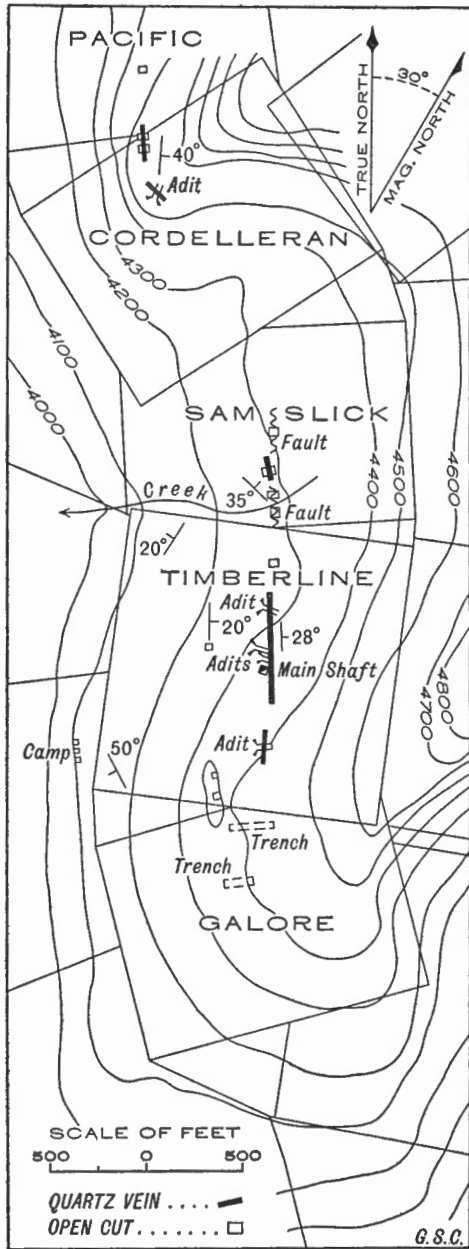 PACIFIC
TRUE NORTH
30°
MAG. NORTH
40°
Adit
CORDELLERAN
4300
4200
4100
4000
4400
4500
4600
SAM SLICK
Fault
Creek
35°
Fault
20°
TIMBERLINE
Adit
20°
28°
Adits
Main Shaft
4800
4700
Camp
50°
Adit
Trench
Trench
GALORE
SCALE OF FEET
500 0 500
QUARTZ VEIN ....
OPEN CUT .......
G.S.C.